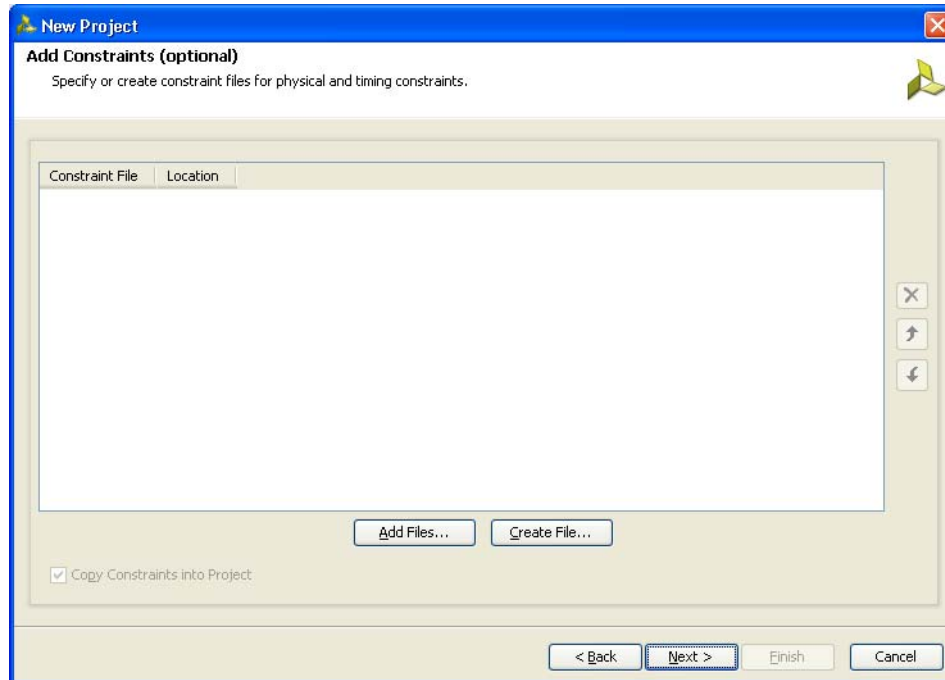 New Project
Add Constraints (optional)
Specify or create constraint files for physical and timing constraints.
Constraint File Location
Add Files... Create File...
Copy Constraints into Project
< Back Next > Finish Cancel